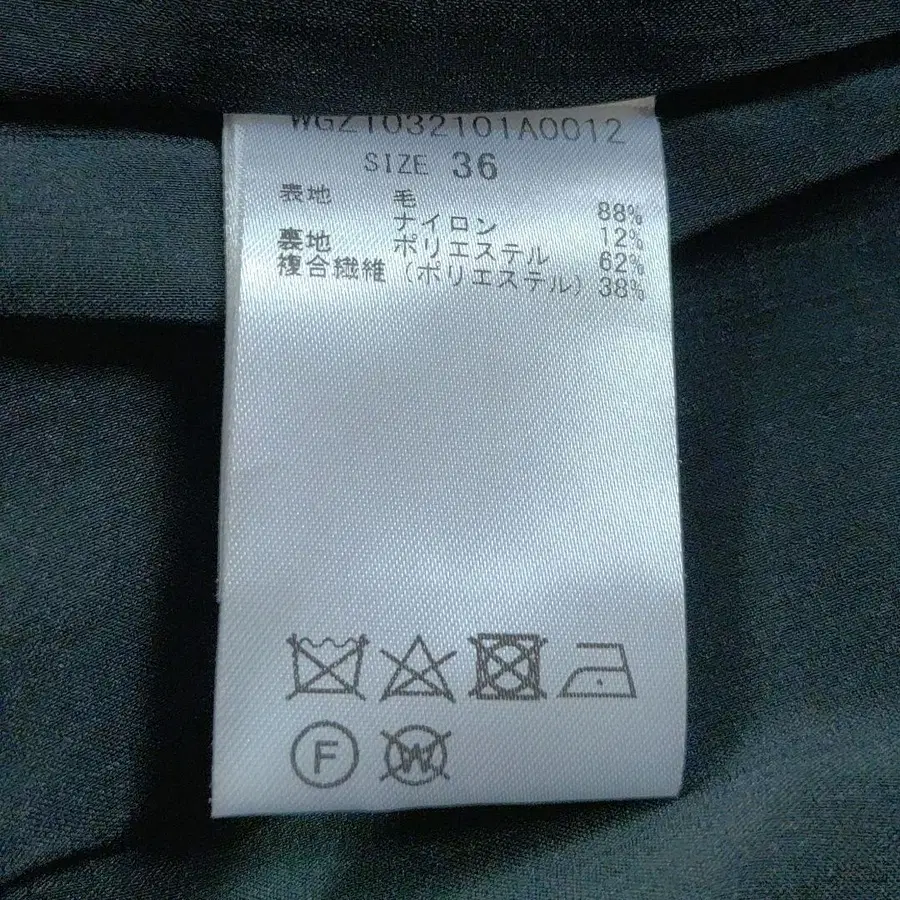 WGZ1032101A0012
SIZE 36
表地 毛 88%
ナイロン 12%
裏地 ポリエステル 62%
複合繊維 (ポリエステル) 38%
F W